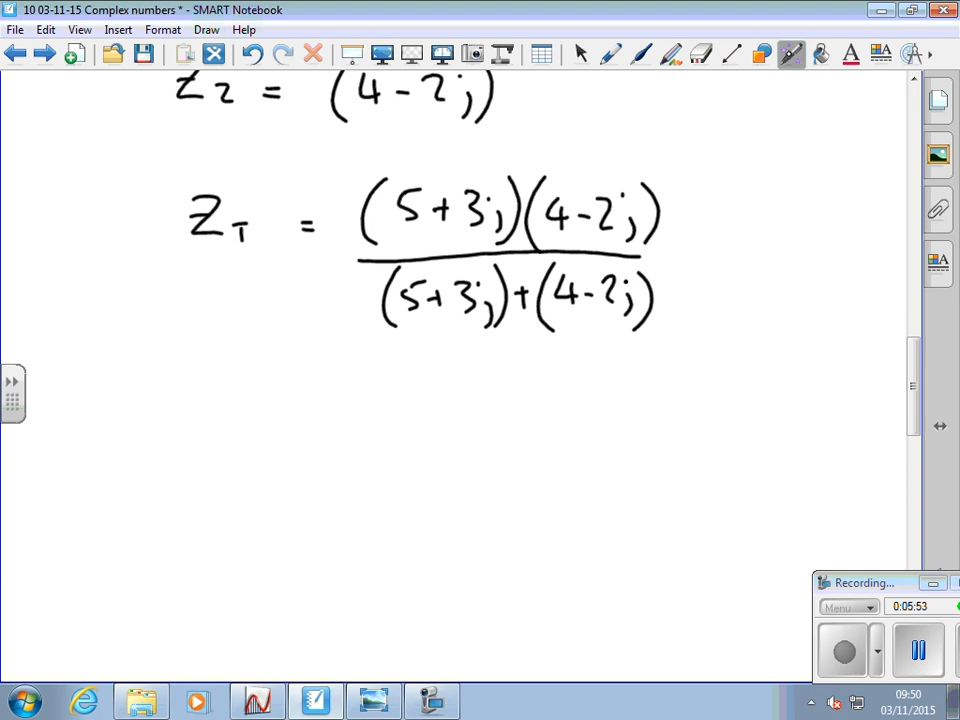 10 03-11-15 Complex numbers * - SMART Notebook
File Edit View Insert Format Draw Help
Z2 = (4-2j)
ZT = (5+3j)(4-2j)
(5+3j)+(4-2j)
Recording...
Menu
0:05:53
09:50
03/11/2015